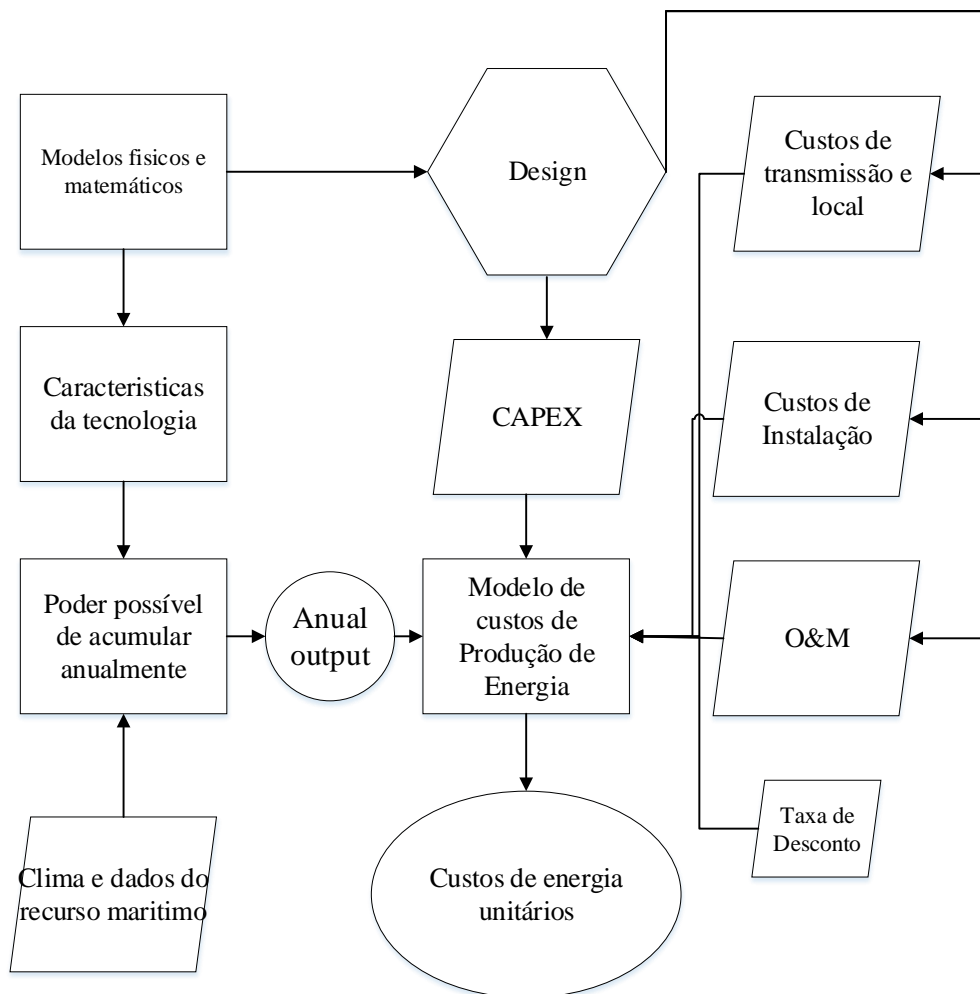 Modelos fisicos e
matemáticos
Design
Custos de
transmissão e
local
Caracteristicas
da tecnologia
CAPEX
Custos de
Instalação
Poder possível
de acumular
anualmente
Anual
output
Modelo de
custos de
Produção de
Energia
O&M
Taxa de
Desconto
Clima e dados do
recurso maritimo
Custos de energia
unitários